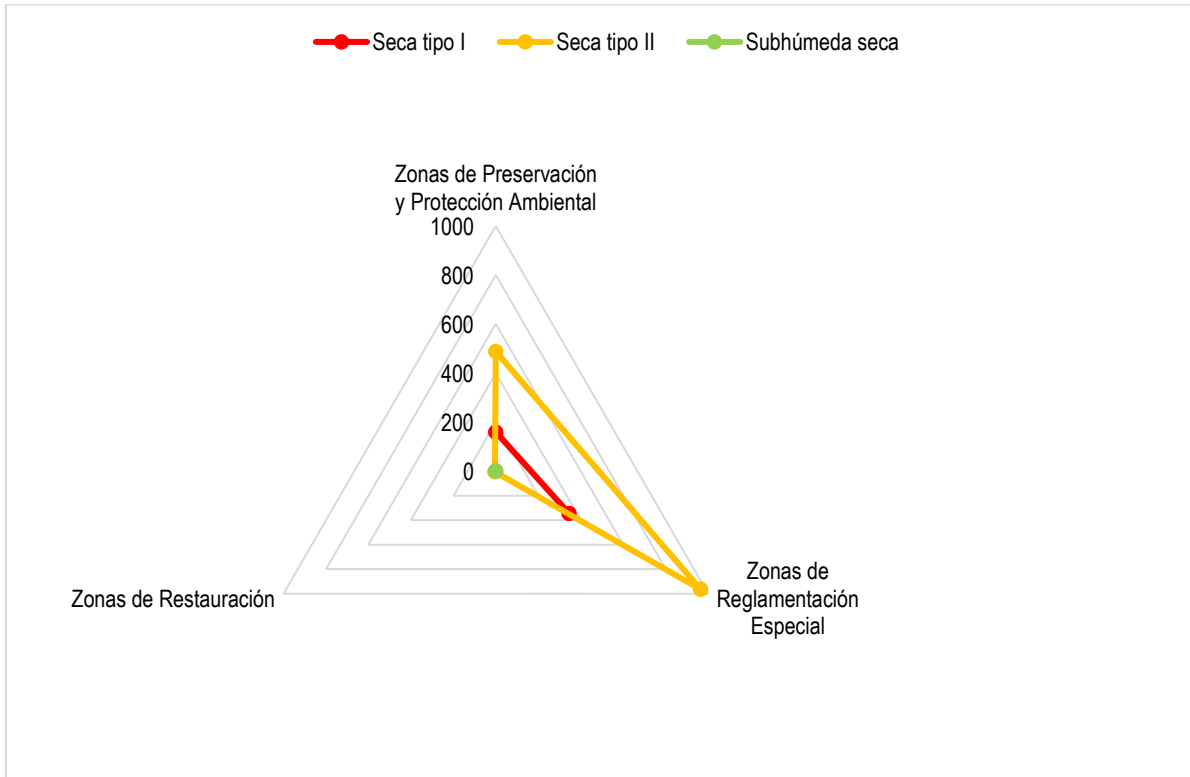 Seca tipo I
Seca tipo II
Subhúmeda seca
Zonas de Preservación
y Protección Ambiental
1000
800
600
400
200
0
Zonas de
Reglamentación
Especial
Zonas de Restauración